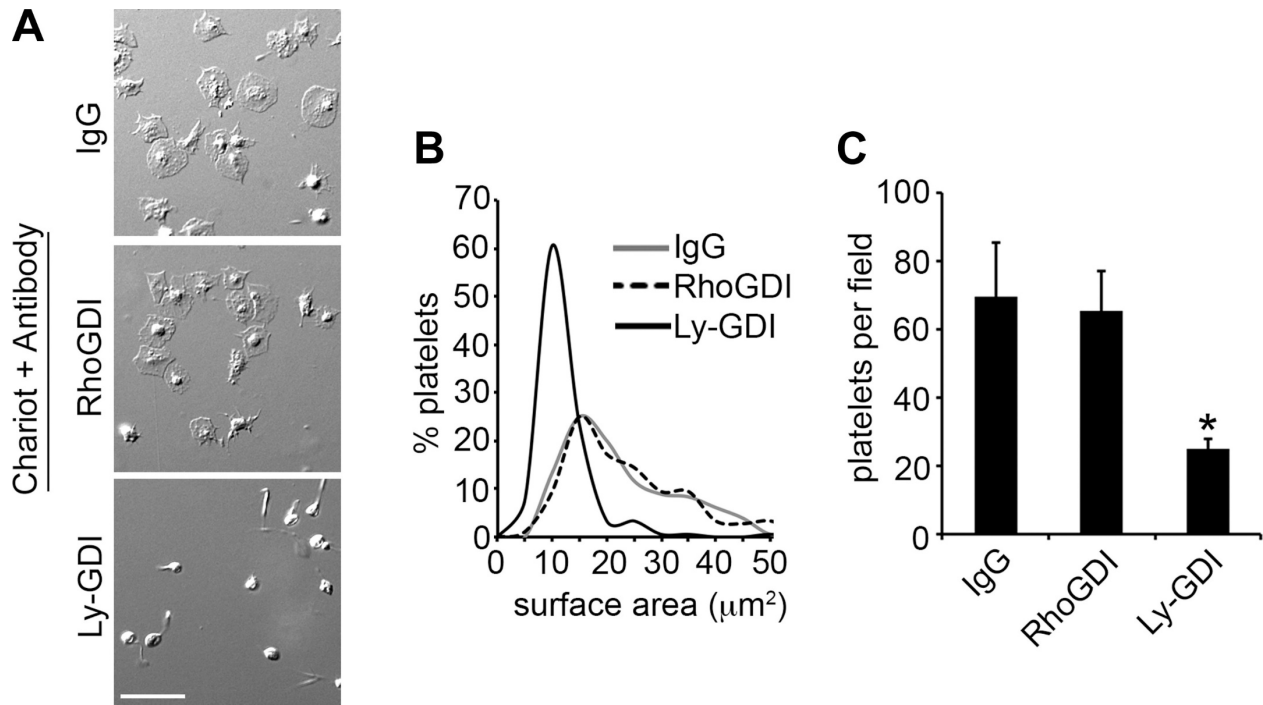 A
Chariot + Antibody
IgG
RhoGDI
Ly-GDI
B
% platelets
70
60
50
40
30
20
10
0
IgG
RhoGDI
Ly-GDI
0 10 20 30 40 50
surface area (μm²)
C
platelets per field
100
80
60
40
20
0
*
IgG
RhoGDI
Ly-GDI